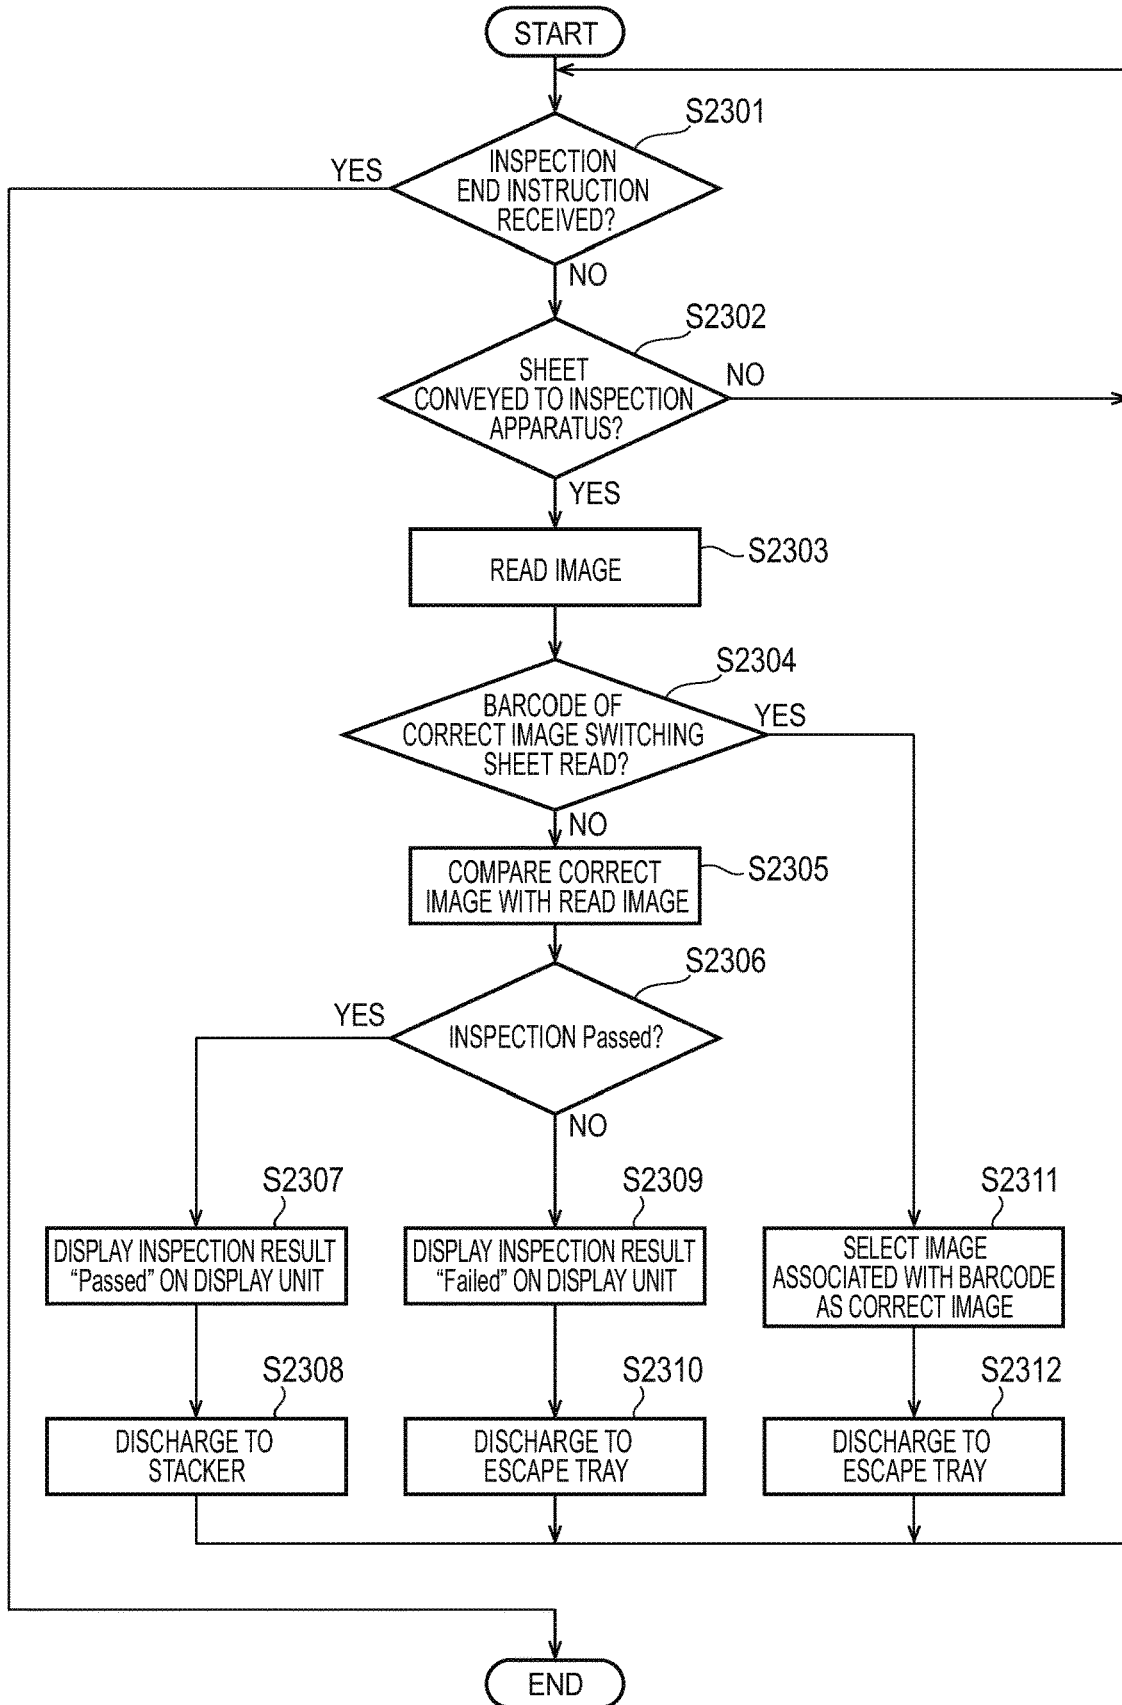 START
S2301
YES
INSPECTION
END INSTRUCTION
RECEIVED?
NO
S2302
SHEET
CONVEYED TO INSPECTION
APPARATUS?
NO
YES
READ IMAGE
S2303
S2304
BARCODE OF
CORRECT IMAGE SWITCHING
SHEET READ?
YES
NO
COMPARE CORRECT
IMAGE WITH READ IMAGE
S2305
S2306
YES
INSPECTION Passed?
NO
S2307
DISPLAY INSPECTION RESULT
“Passed” ON DISPLAY UNIT
S2309
DISPLAY INSPECTION RESULT
“Failed” ON DISPLAY UNIT
S2311
SELECT IMAGE
ASSOCIATED WITH BARCODE
AS CORRECT IMAGE
S2308
DISCHARGE TO
STACKER
S2310
DISCHARGE TO
ESCAPE TRAY
S2312
DISCHARGE TO
ESCAPE TRAY
END